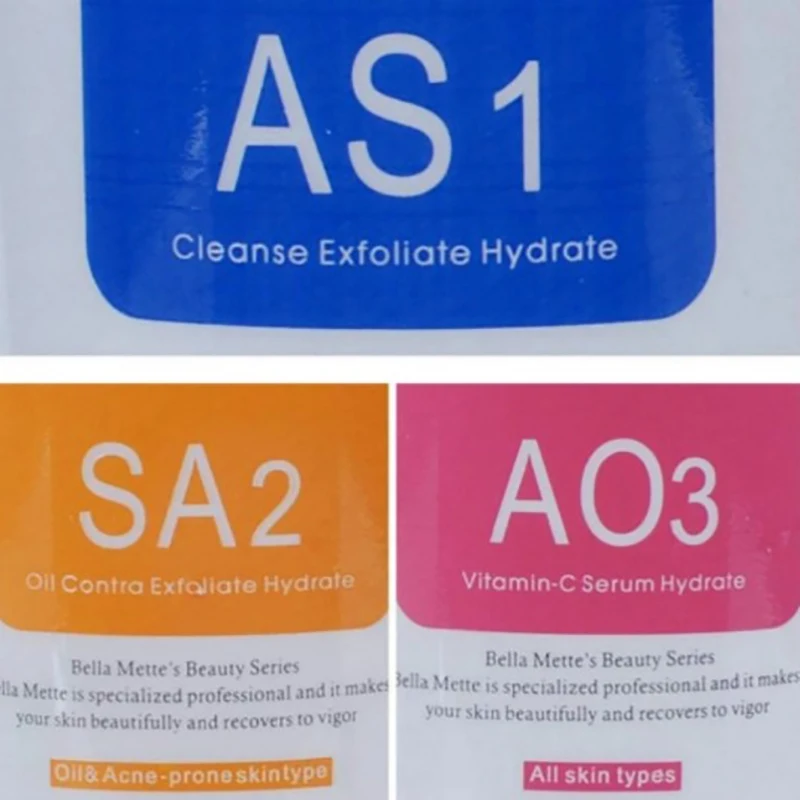 AS1
Cleanse Exfoliate Hydrate
SA2
Oil Contra Exfoliate Hydrate
Bella Mette's Beauty Series
lla Mette is specialized professional and it makes
your skin beautifully and recovers to vigor
Oil & Acne-prone skin type
AO3
Vitamin-C Serum Hydrate
Bella Mette's Beauty Series
Bella Mette is specialized professional and it makes
your skin beautifully and recovers to vigor
All skin types